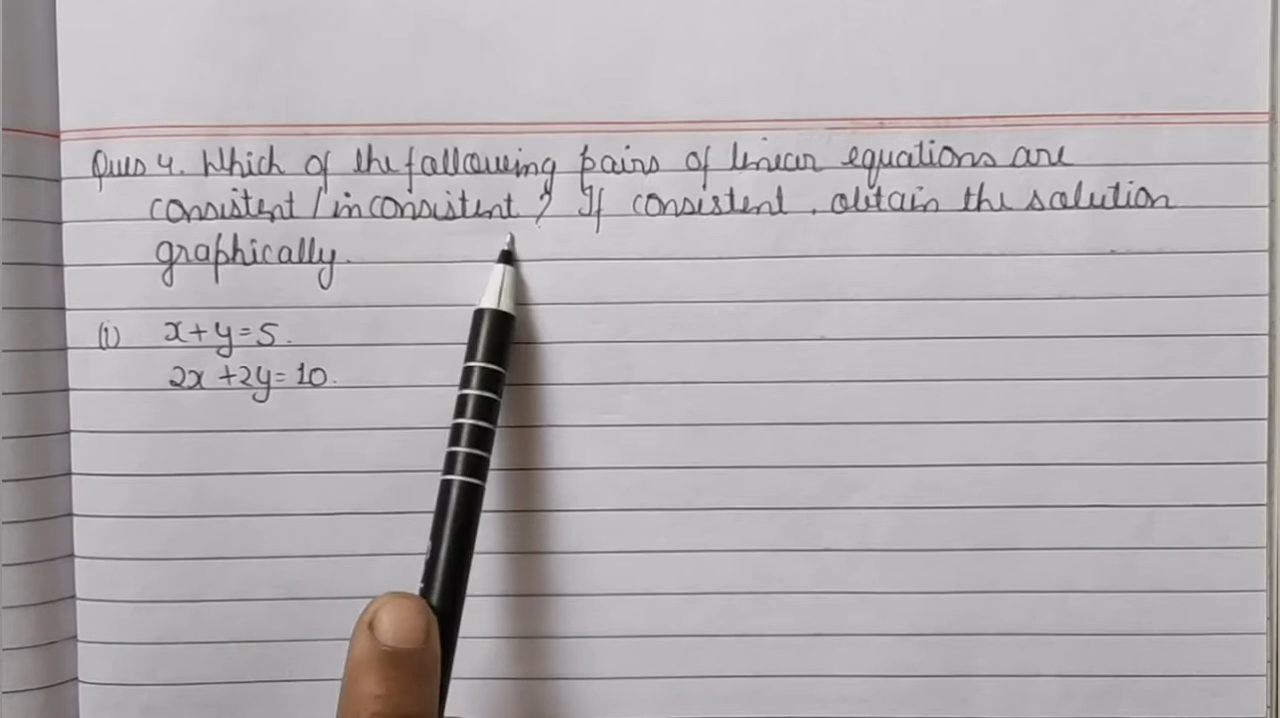 Ques 4. Which of the following pairs of linear equations are
consistent / inconsistent ? If consistent, obtain the solution
graphically.
(i) x+y=5.
2x+2y=10.